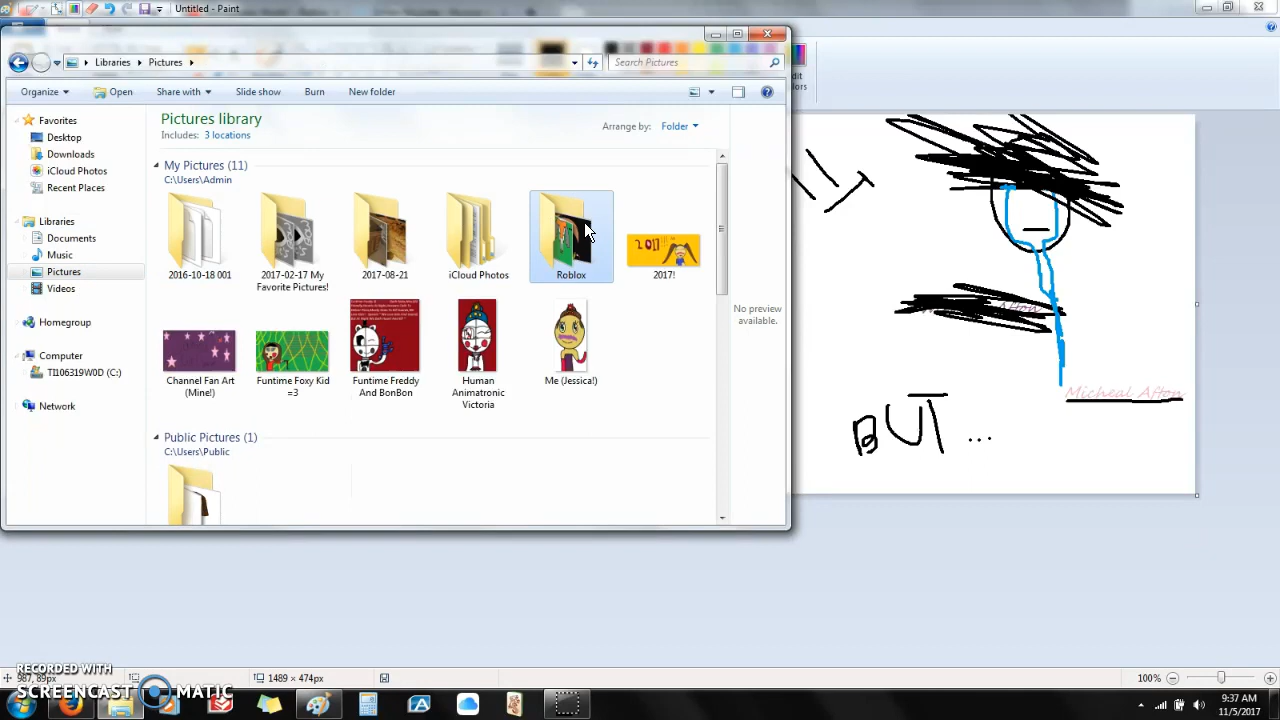 Untitled - Paint
Libraries Pictures
Search Pictures
Organize Open Share with Slide show Burn New folder
Pictures library
Includes: 3 locations
Arrange by: Folder
Favorites
Desktop
Downloads
iCloud Photos
Recent Places
Libraries
Documents
Music
Pictures
Videos
Homegroup
Computer
TI106319W0D (C:)
Network
My Pictures (11)
C:\Users\Admin
2016-10-18 001
2017-02-17 My Favorite Pictures!
2017-08-21
iCloud Photos
Roblox
2017!
Channel Fan Art (Mine!)
Funtime Foxy Kid =3
Funtime Freddy And BonBon
Human Animatronic Victoria
Me (Jessica!)
Public Pictures (1)
C:\Users\Public
No preview available.
Micheal Afton
BUT...
987, 89px
1489 × 474px
100%
RECORDED WITH
SCREENCAST MATIC
9:37 AM
11/5/2017